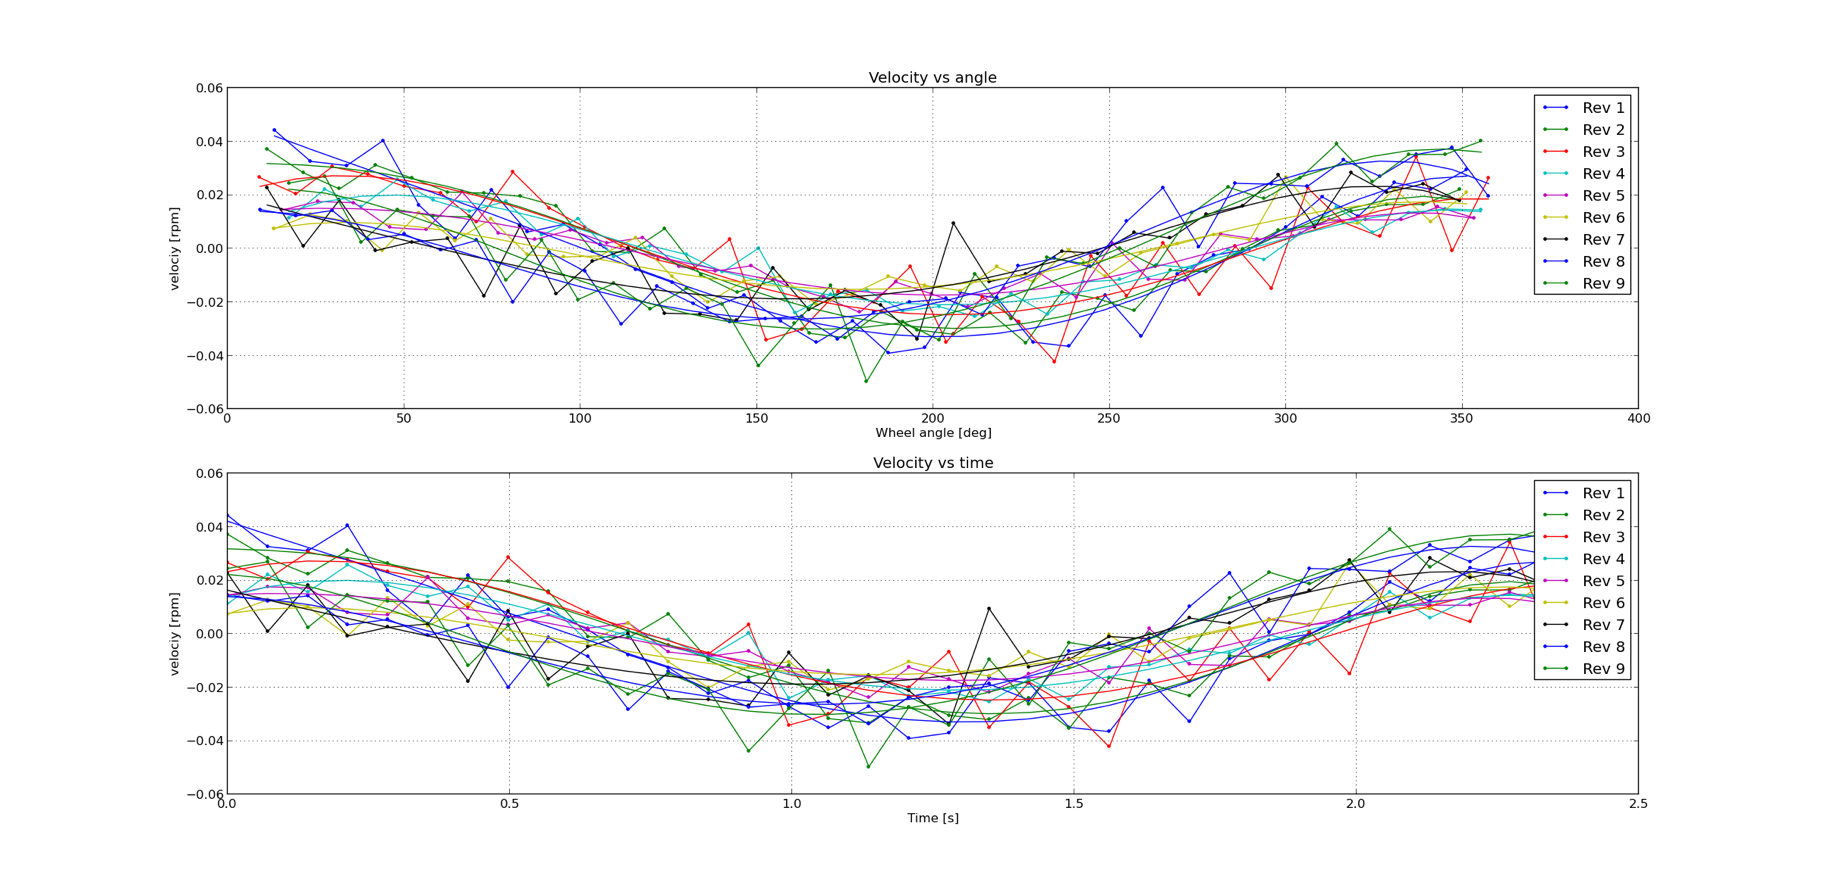 Velocity vs angle
0.06
0.04
0.02
0.00
−0.02
−0.04
−0.06
velociy [rpm]
0 50 100 150 200 250 300 350 400
Wheel angle [deg]
Rev 1
Rev 2
Rev 3
Rev 4
Rev 5
Rev 6
Rev 7
Rev 8
Rev 9
Velocity vs time
0.06
0.04
0.02
0.00
−0.02
−0.04
−0.06
velociy [rpm]
0.0 0.5 1.0 1.5 2.0 2.5
Time [s]
Rev 1
Rev 2
Rev 3
Rev 4
Rev 5
Rev 6
Rev 7
Rev 8
Rev 9